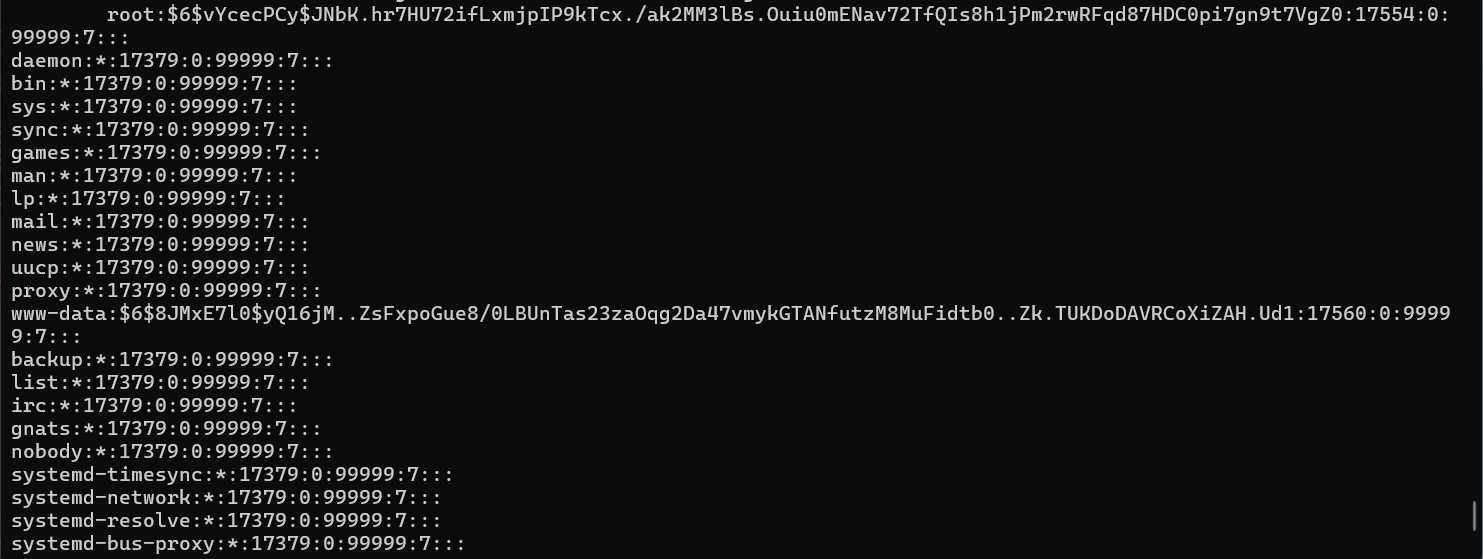 root:$6$vYcecPCy$JNbK.hr7HU72ifLxmjpIP9kTcx./ak2MM3lBs.Ouiu0mENav72TfQIs8h1jPm2rwRFqd87HDC0pi7gn9t7VgZ0:17554:0:
99999:7:::
daemon:*:17379:0:99999:7:::
bin:*:17379:0:99999:7:::
sys:*:17379:0:99999:7:::
sync:*:17379:0:99999:7:::
games:*:17379:0:99999:7:::
man:*:17379:0:99999:7:::
lp:*:17379:0:99999:7:::
mail:*:17379:0:99999:7:::
news:*:17379:0:99999:7:::
uucp:*:17379:0:99999:7:::
proxy:*:17379:0:99999:7:::
www-data:$6$8JMxE7l0$yQ16jM..ZsFxpoGue8/0LBUnTas23zaOqg2Da47vmykGTANfutzM8MuFidtb0..Zk.TUKDoDAVRCoXiZAH.Ud1:17560:0:9999
9:7:::
backup:*:17379:0:99999:7:::
list:*:17379:0:99999:7:::
irc:*:17379:0:99999:7:::
gnats:*:17379:0:99999:7:::
nobody:*:17379:0:99999:7:::
systemd-timesync:*:17379:0:99999:7:::
systemd-network:*:17379:0:99999:7:::
systemd-resolve:*:17379:0:99999:7:::
systemd-bus-proxy:*:17379:0:99999:7:::